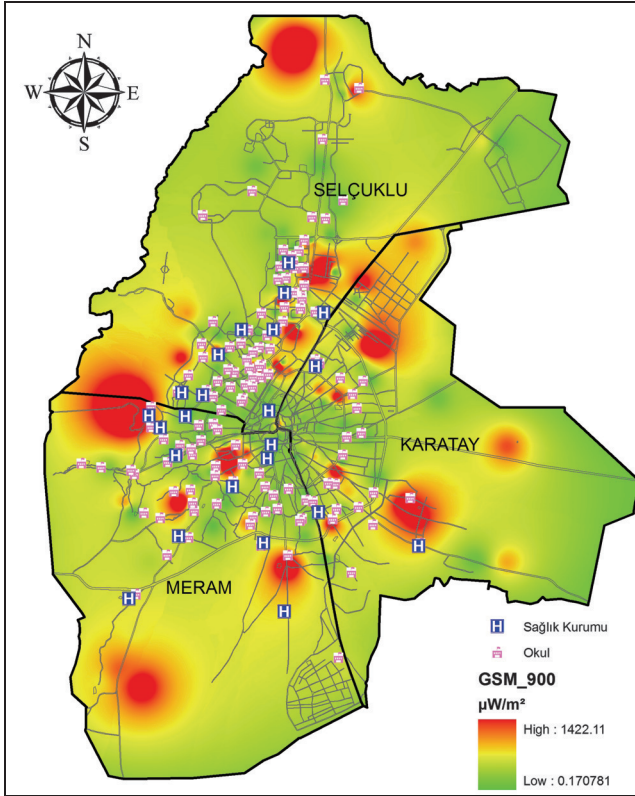 N
W E
S
SELÇUKLU
KARATAY
MERAM
H Sağlık Kurumu
Okul
GSM_900
µW/m²
High : 1422.11
Low : 0.170781